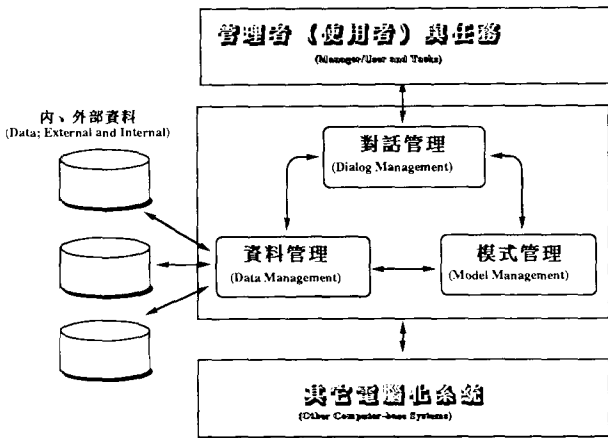 管理者（使用者）與任務
(Manager/User and Tasks)
內、外部資料
(Data; External and Internal)
對話管理
(Dialog Management)
資料管理
(Data Management)
模式管理
(Model Management)
其它電腦化系統
(Other Computer-base Systems)